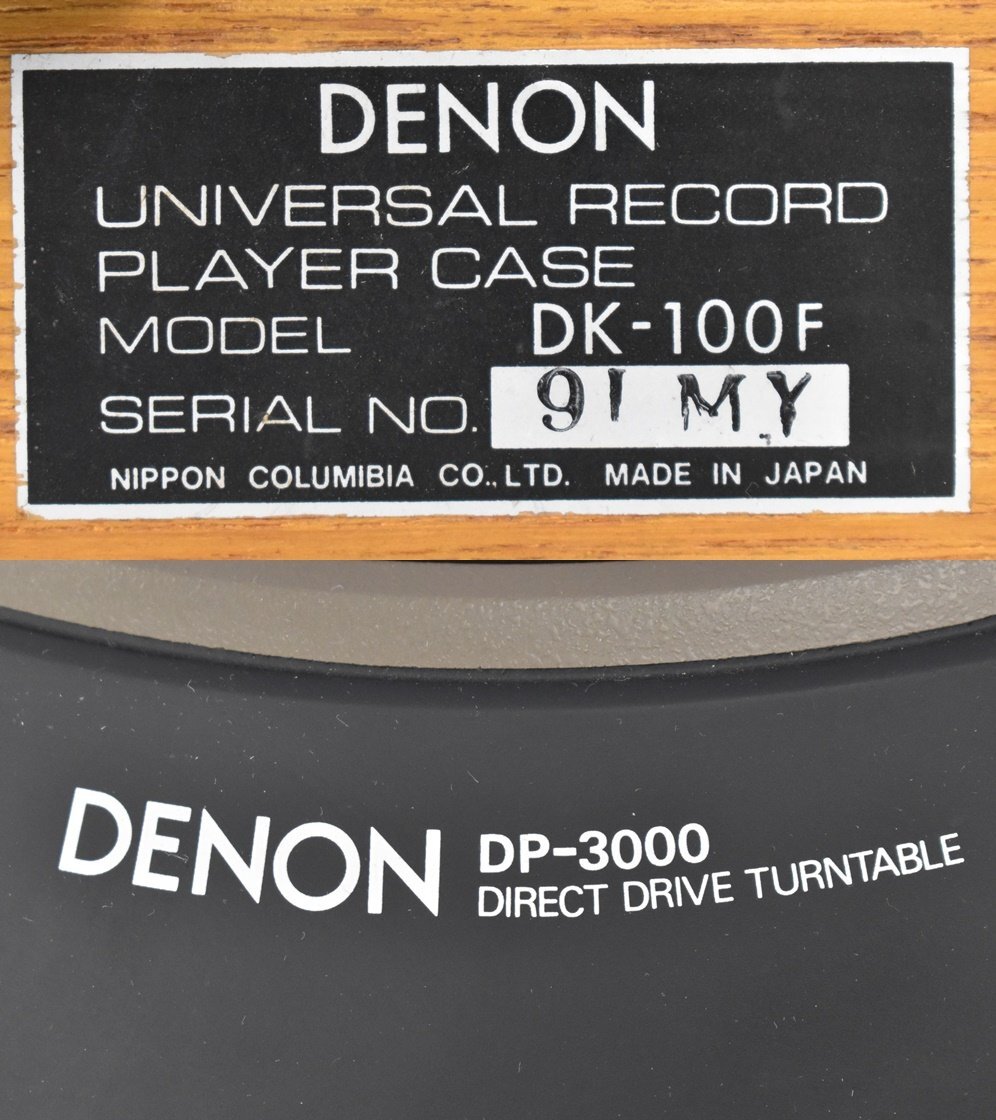 DENON
UNIVERSAL RECORD
PLAYER CASE
MODEL DK-100F
SERIAL NO. 91 MY
NIPPON COLUMIBIA CO., LTD. MADE IN JAPAN
DENON DP-3000
DIRECT DRIVE TURNTABLE